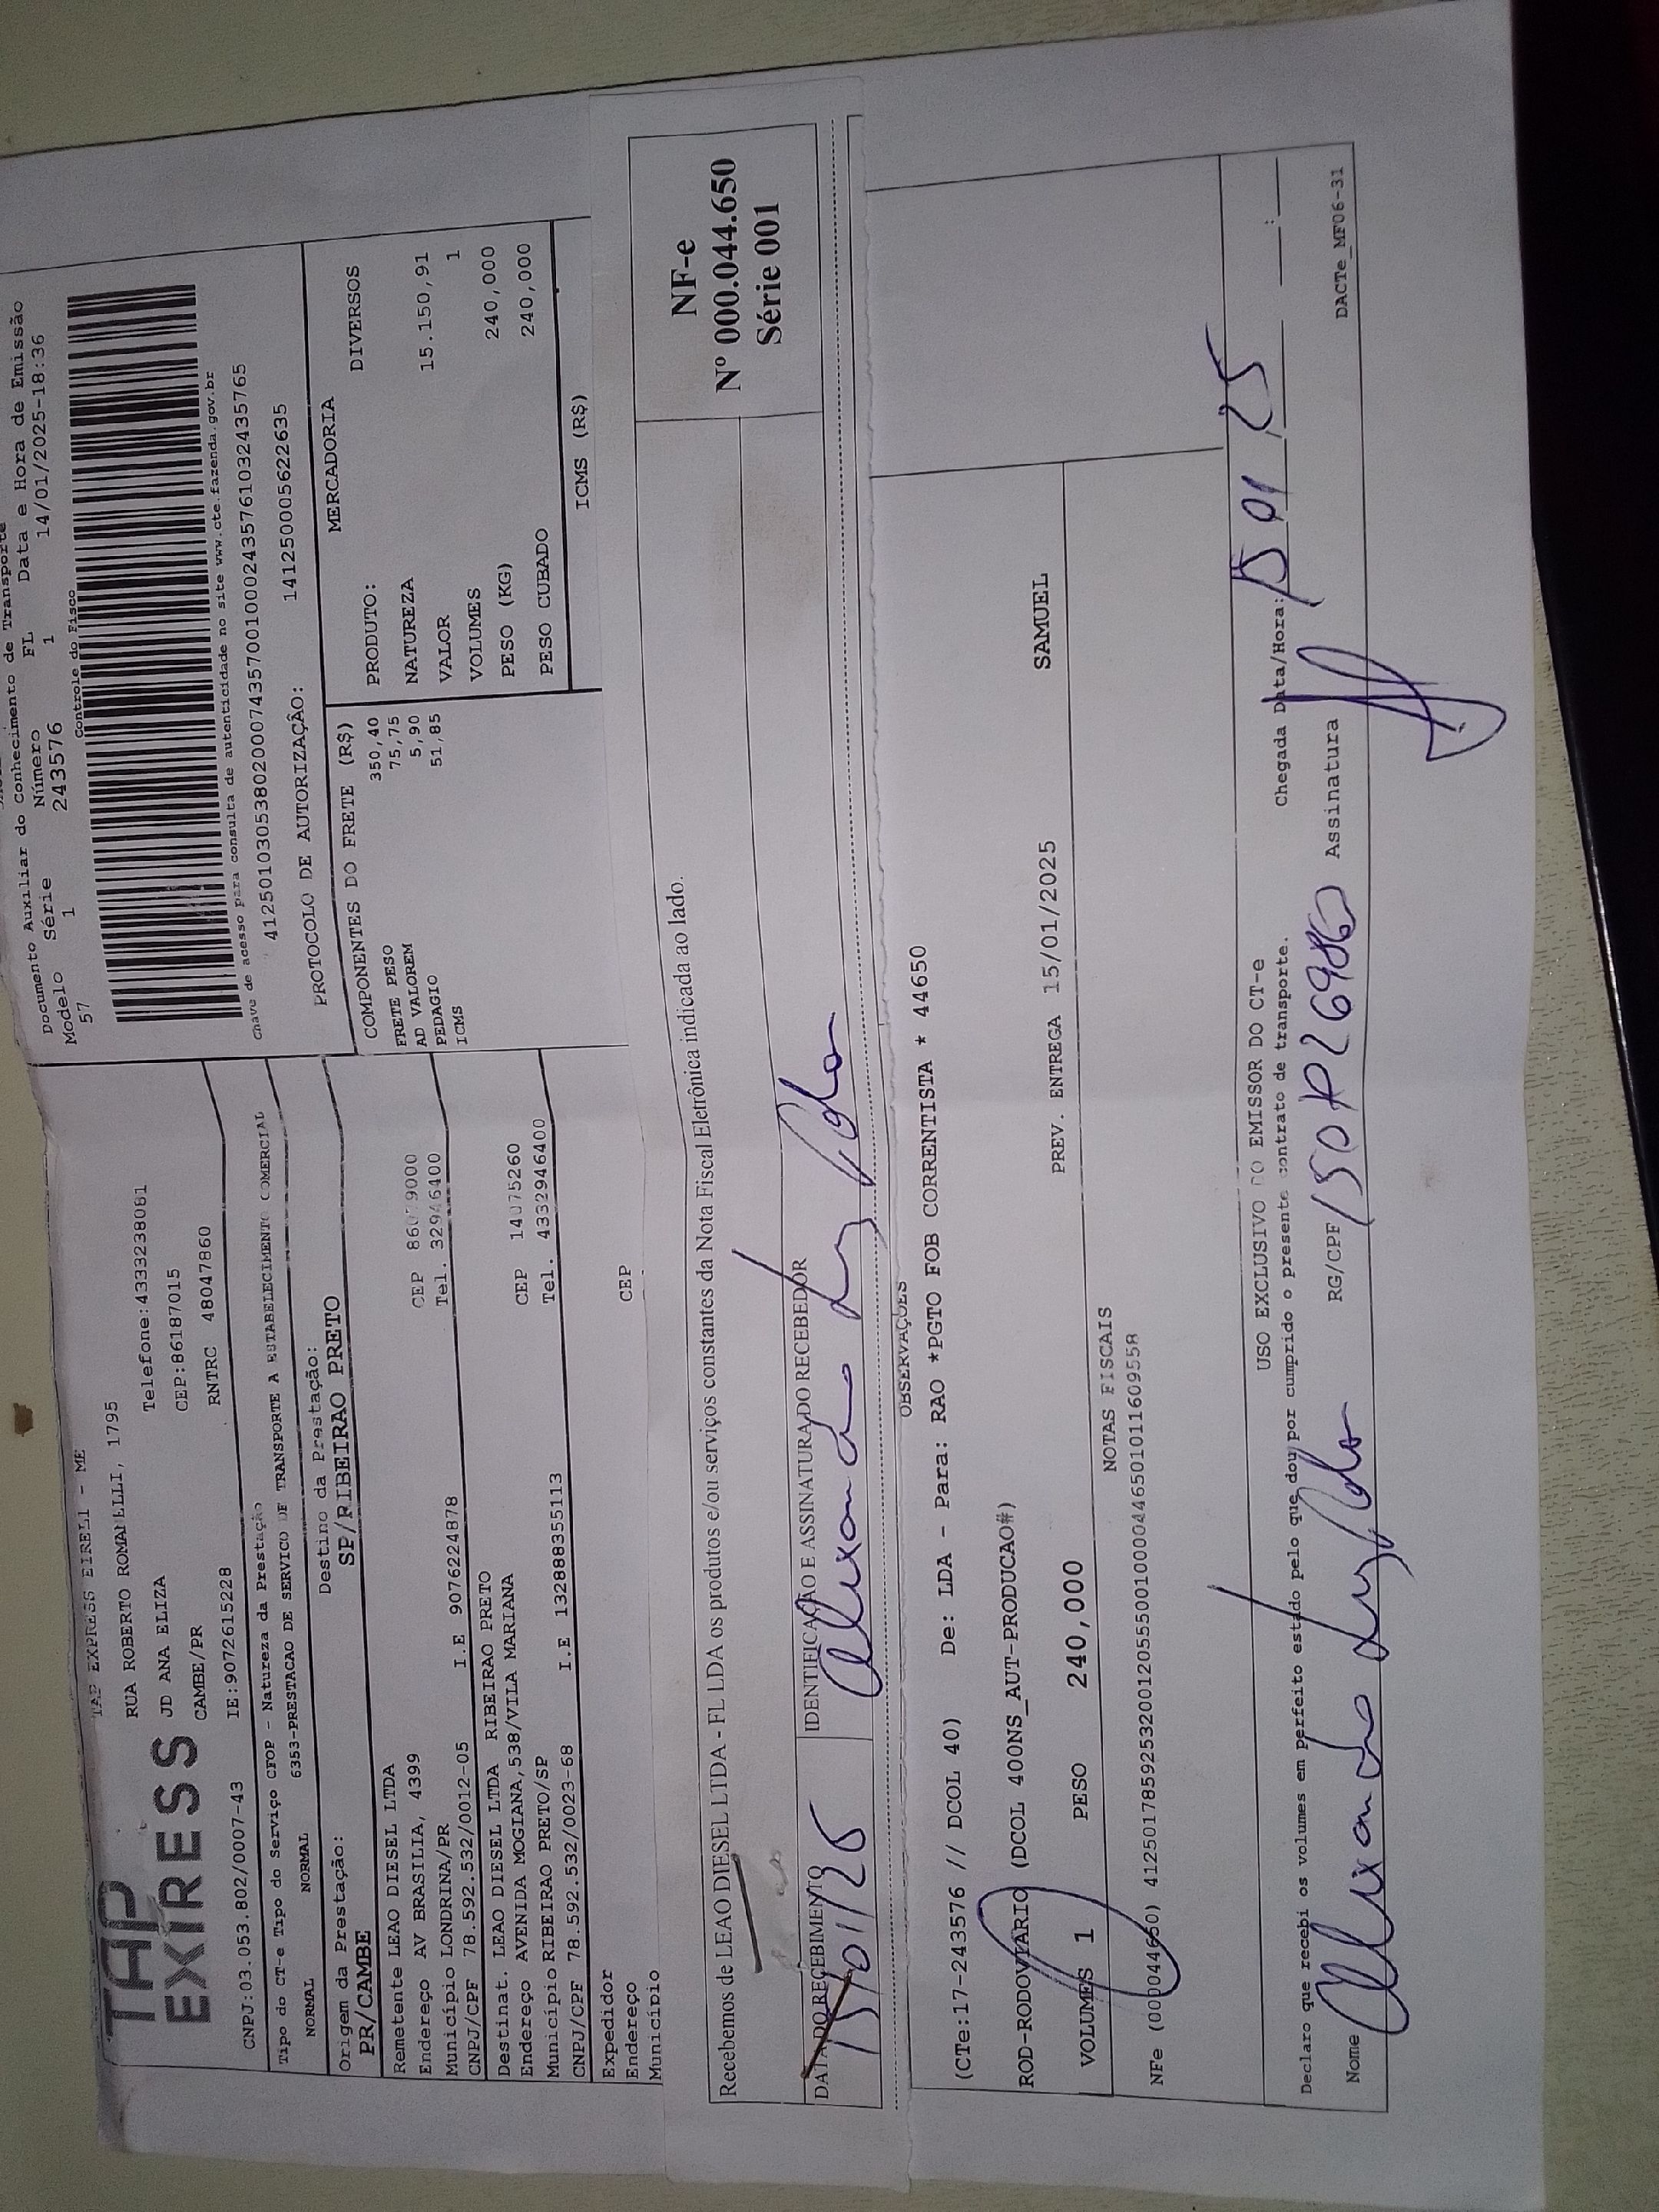 Documento Auxiliar do Conhecimento de Transporte
Modelo Série Número FL Data e Hora de Emissão
57 1 243576 1 14/01/2025-18:36
Controle do Fisco
TAP
EXPRESS
TAP EXPRESS EIRELI - ME
RUA ROBERTO ROMANELLI, 1795
JD ANA ELIZA Telefone:4333238081
CAMBE/PR CEP:86187015
CNPJ:03.053.802/0007-43 IE:9072615228 RNTRC 48047860
Chave de acesso para consulta de autenticidade no site www.cte.fazenda.gov.br
41250103053802000743570010002435761032435765
PROTOCOLO DE AUTORIZAÇÃO: 141250005622635
Tipo do CT-e Tipo do Serviço CFOP - Natureza da Prestação
NORMAL NORMAL 6353-PRESTACAO DE SERVICO DE TRANSPORTE A ESTABELECIMENTO COMERCIAL
Origem da Prestação: Destino da Prestação:
PR/CAMBE SP/RIBEIRAO PRETO
Remetente LEAO DIESEL LTDA
Endereço AV BRASILIA, 4399 CEP
Município LONDRINA/PR Tel. 32946400
CNPJ/CPF 78.592.532/0012-05 I.E 9076224878
Destinat. LEAO DIESEL LTDA RIBEIRAO PRETO
Endereço AVENIDA MOGIANA,538/VILA MARIANA CEP 14075260
Município RIBEIRAO PRETO/SP Tel. 4332946400
CNPJ/CPF 78.592.532/0023-68 I.E 132888355113
Expedidor
Endereço CEP
Município
COMPONENTES DO FRETE (R$)
FRETE PESO 350,40
AD VALOREM 75,75
PEDAGIO 5,90
ICMS 51,85
MERCADORIA
PRODUTO: DIVERSOS
NATUREZA
VALOR 15.150,91
VOLUMES 1
PESO (KG) 240,000
PESO CUBADO 240,000
ICMS (R$)
Recebemos de LEAO DIESEL LTDA - FL LDA os produtos e/ou serviços constantes da Nota Fiscal Eletrônica indicada ao lado.
NF-e
Nº 000.044.650
Série 001
DATA DO RECEBIMENTO IDENTIFICAÇÃO E ASSINATURA DO RECEBEDOR
15/01/25
OBSERVAÇÕES
(CTe:17-243576 // DCOL 40) De: LDA - Para: RAO *PGTO FOB CORRENTISTA * 44650
ROD-RODOVIARIO (DCOL 400NS_AUT-PRODUCAO#)
VOLUMES 1 PESO 240,000 PREV. ENTREGA 15/01/2025 SAMUEL
NOTAS FISCAIS
NFe (000044650) 41250178592532001205550010000446501011609558
USO EXCLUSIVO DO EMISSOR DO CT-e
Declaro que recebi os volumes em perfeito estado pelo que dou por cumprido o presente contrato de transporte. Chegada Data/Hora: 15 01 25
Nome RG/CPF Assinatura
DACTe_MF06-31